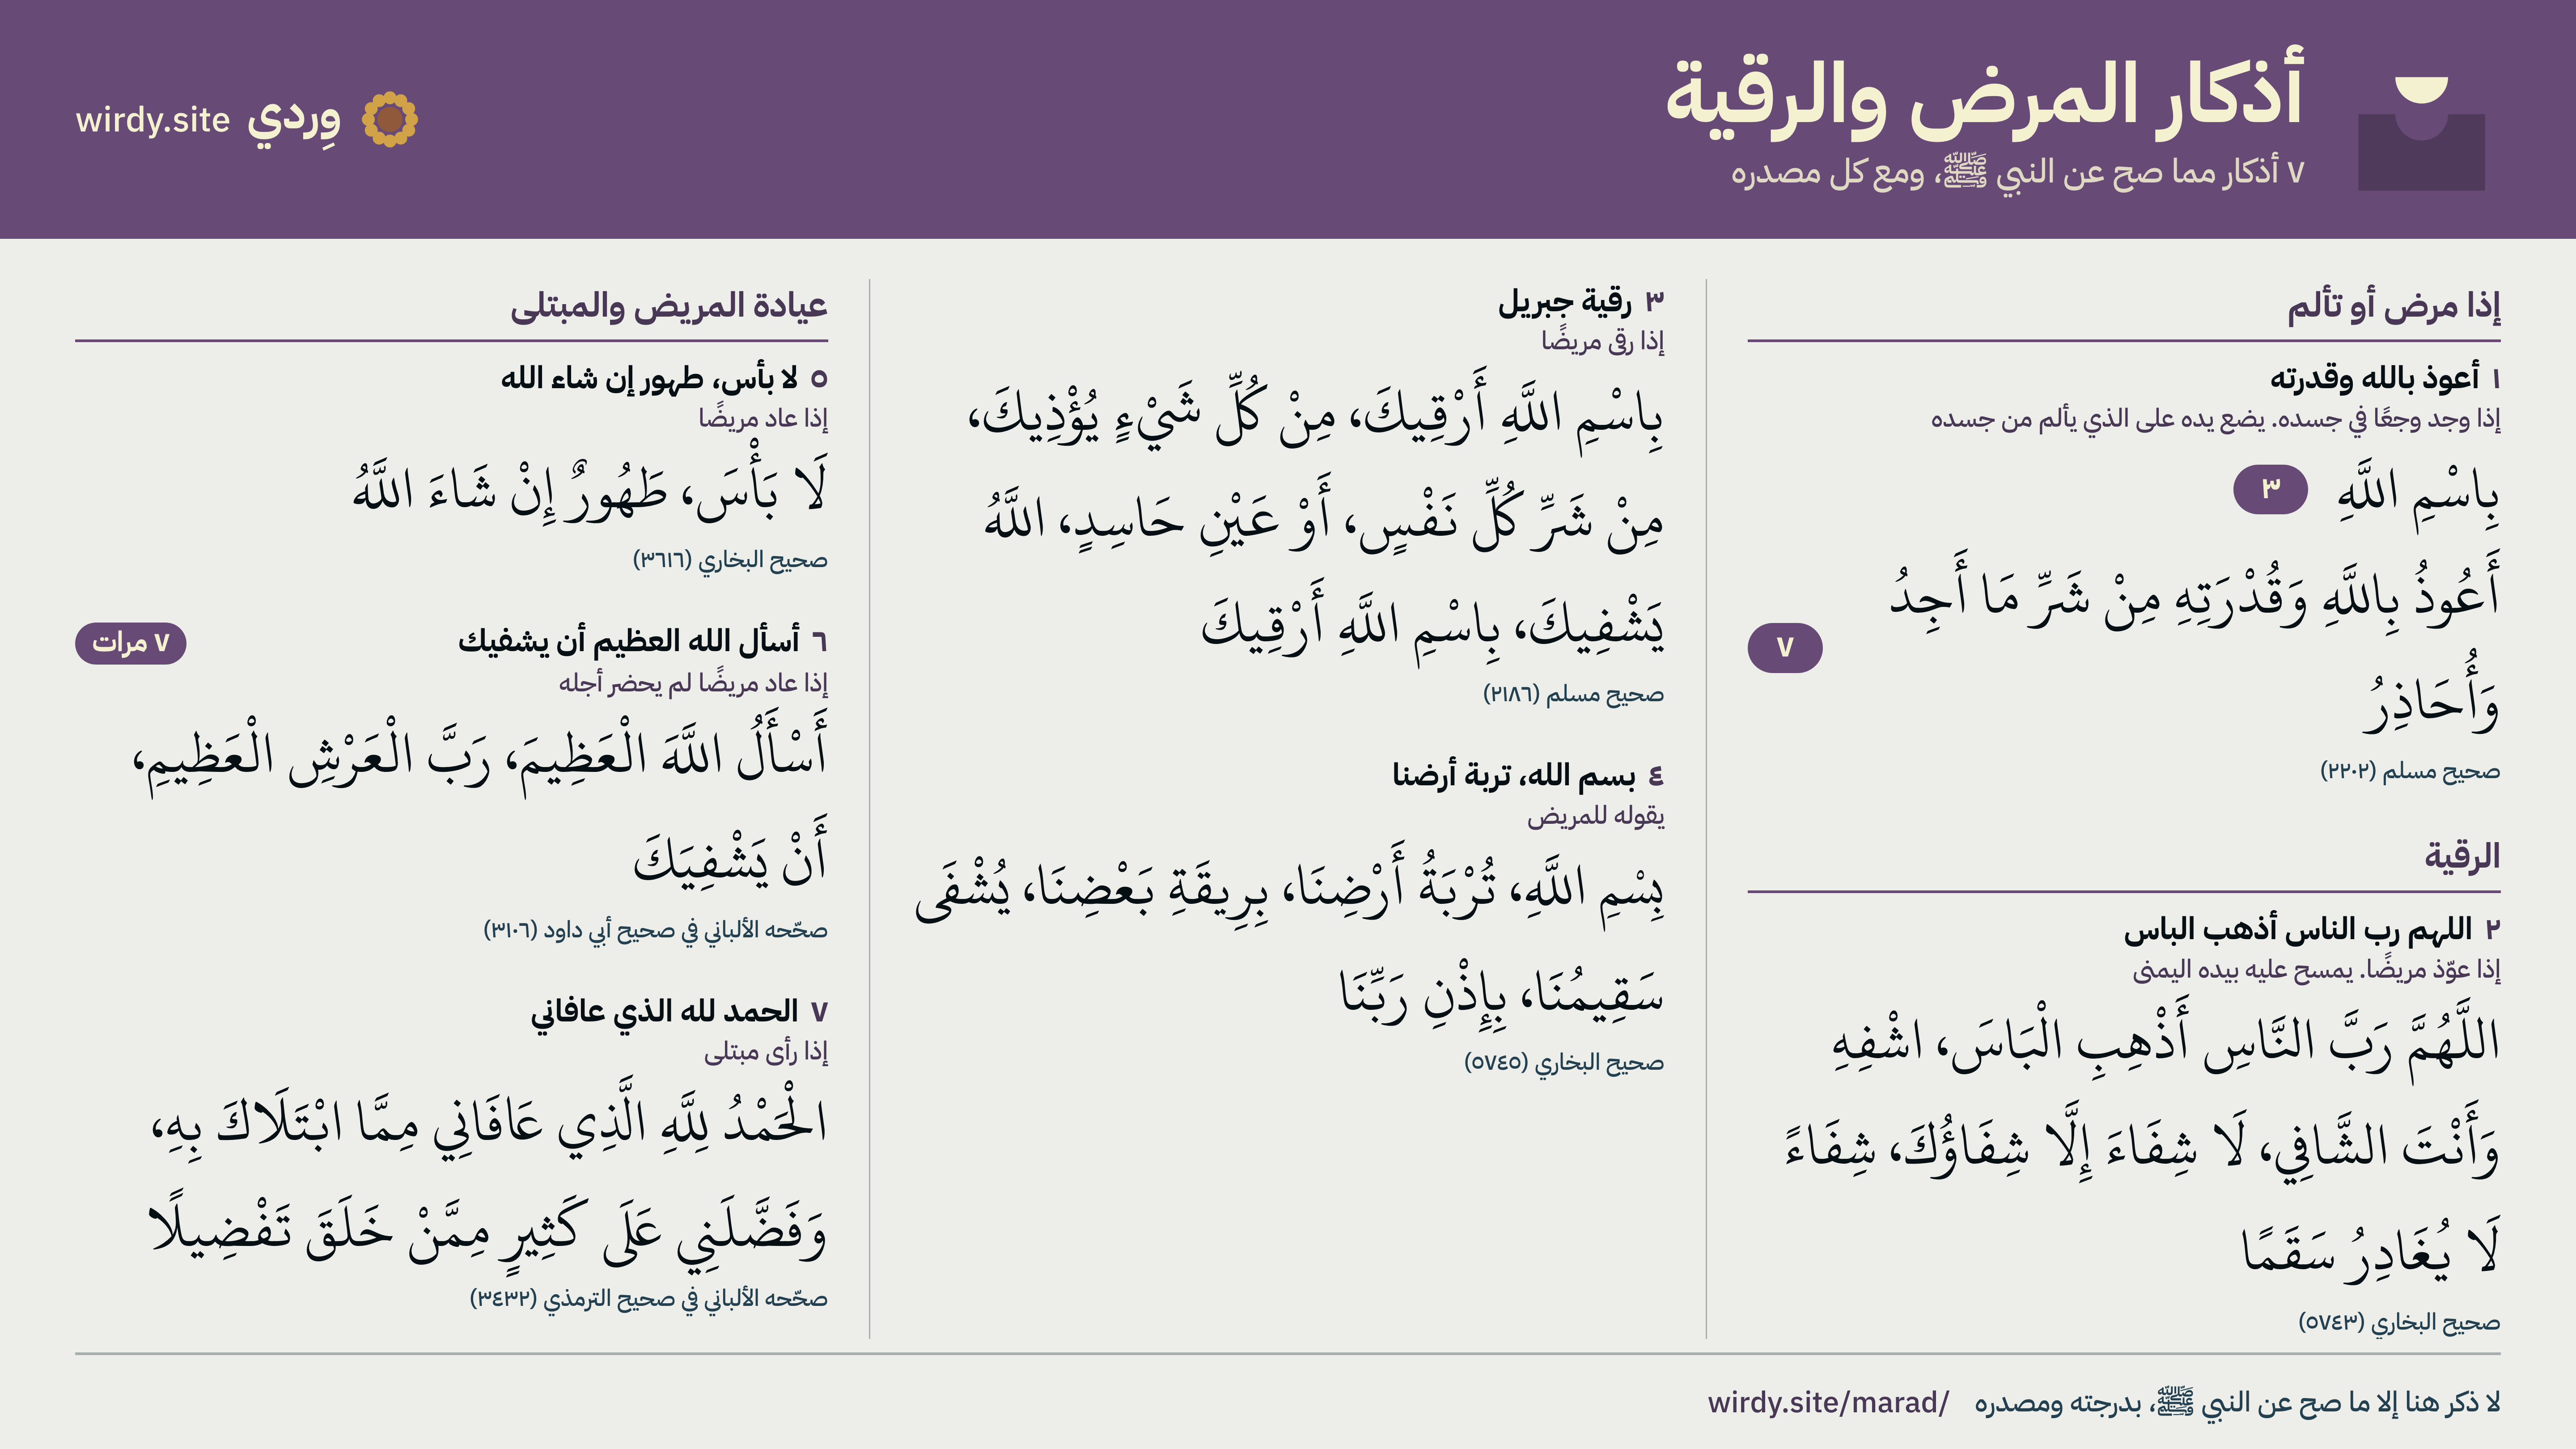 أذكار المرض والرقية
٧ أذكار مما صح عن النبي ﷺ، ومع كل مصدره
وِردي wirdy.site
إذا مرض أو تألم
١ أعوذ بالله وقدرته
إذا وجد وجعًا في جسده. يضع يده على الذي يألم من جسده
بِاسْمِ اللَّهِ ٣
أَعُوذُ بِاللَّهِ وَقُدْرَتِهِ مِنْ شَرِّ مَا أَجِدُ
وَأُحَاذِرُ
٧
صحيح مسلم (٢٢٠٢)
الرقية
٢ اللهم رب الناس أذهب الباس
إذا عوّذ مريضًا. يمسح عليه بيده اليمنى
اللَّهُمَّ رَبَّ النَّاسِ أَذْهِبِ الْبَاسَ، اشْفِهِ
وَأَنْتَ الشَّافِي، لَا شِفَاءَ إِلَّا شِفَاؤُكَ، شِفَاءً
لَا يُغَادِرُ سَقَمًا
صحيح البخاري (٥٧٤٣)
٣ رقية جبريل
إذا رقى مريضًا
بِاسْمِ اللَّهِ أَرْقِيكَ، مِنْ كُلِّ شَيْءٍ يُؤْذِيكَ،
مِنْ شَرِّ كُلِّ نَفْسٍ، أَوْ عَيْنِ حَاسِدٍ، اللَّهُ
يَشْفِيكَ، بِاسْمِ اللَّهِ أَرْقِيكَ
صحيح مسلم (٢١٨٦)
٤ بسم الله، تربة أرضنا
يقوله للمريض
بِسْمِ اللَّهِ، تُرْبَةُ أَرْضِنَا، بِرِيقَةِ بَعْضِنَا، يُشْفَى
سَقِيمُنَا، بِإِذْنِ رَبِّنَا
صحيح البخاري (٥٧٤٥)
عيادة المريض والمبتلى
٥ لا بأس، طهور إن شاء الله
إذا عاد مريضًا
لَا بَأْسَ، طَهُورٌ إِنْ شَاءَ اللَّهُ
صحيح البخاري (٣٦١٦)
٦ أسأل الله العظيم أن يشفيك ٧ مرات
إذا عاد مريضًا لم يحضر أجله
أَسْأَلُ اللَّهَ الْعَظِيمَ، رَبَّ الْعَرْشِ الْعَظِيمِ،
أَنْ يَشْفِيَكَ
صحّحه الألباني في صحيح أبي داود (٣١٠٦)
٧ الحمد لله الذي عافاني
إذا رأى مبتلى
الْحَمْدُ لِلَّهِ الَّذِي عَافَانِي مِمَّا ابْتَلَاكَ بِهِ،
وَفَضَّلَنِي عَلَى كَثِيرٍ مِمَّنْ خَلَقَ تَفْضِيلًا
صحّحه الألباني في صحيح الترمذي (٣٤٣٢)
لا ذكر هنا إلا ما صح عن النبي ﷺ، بدرجته ومصدره wirdy.site/marad/